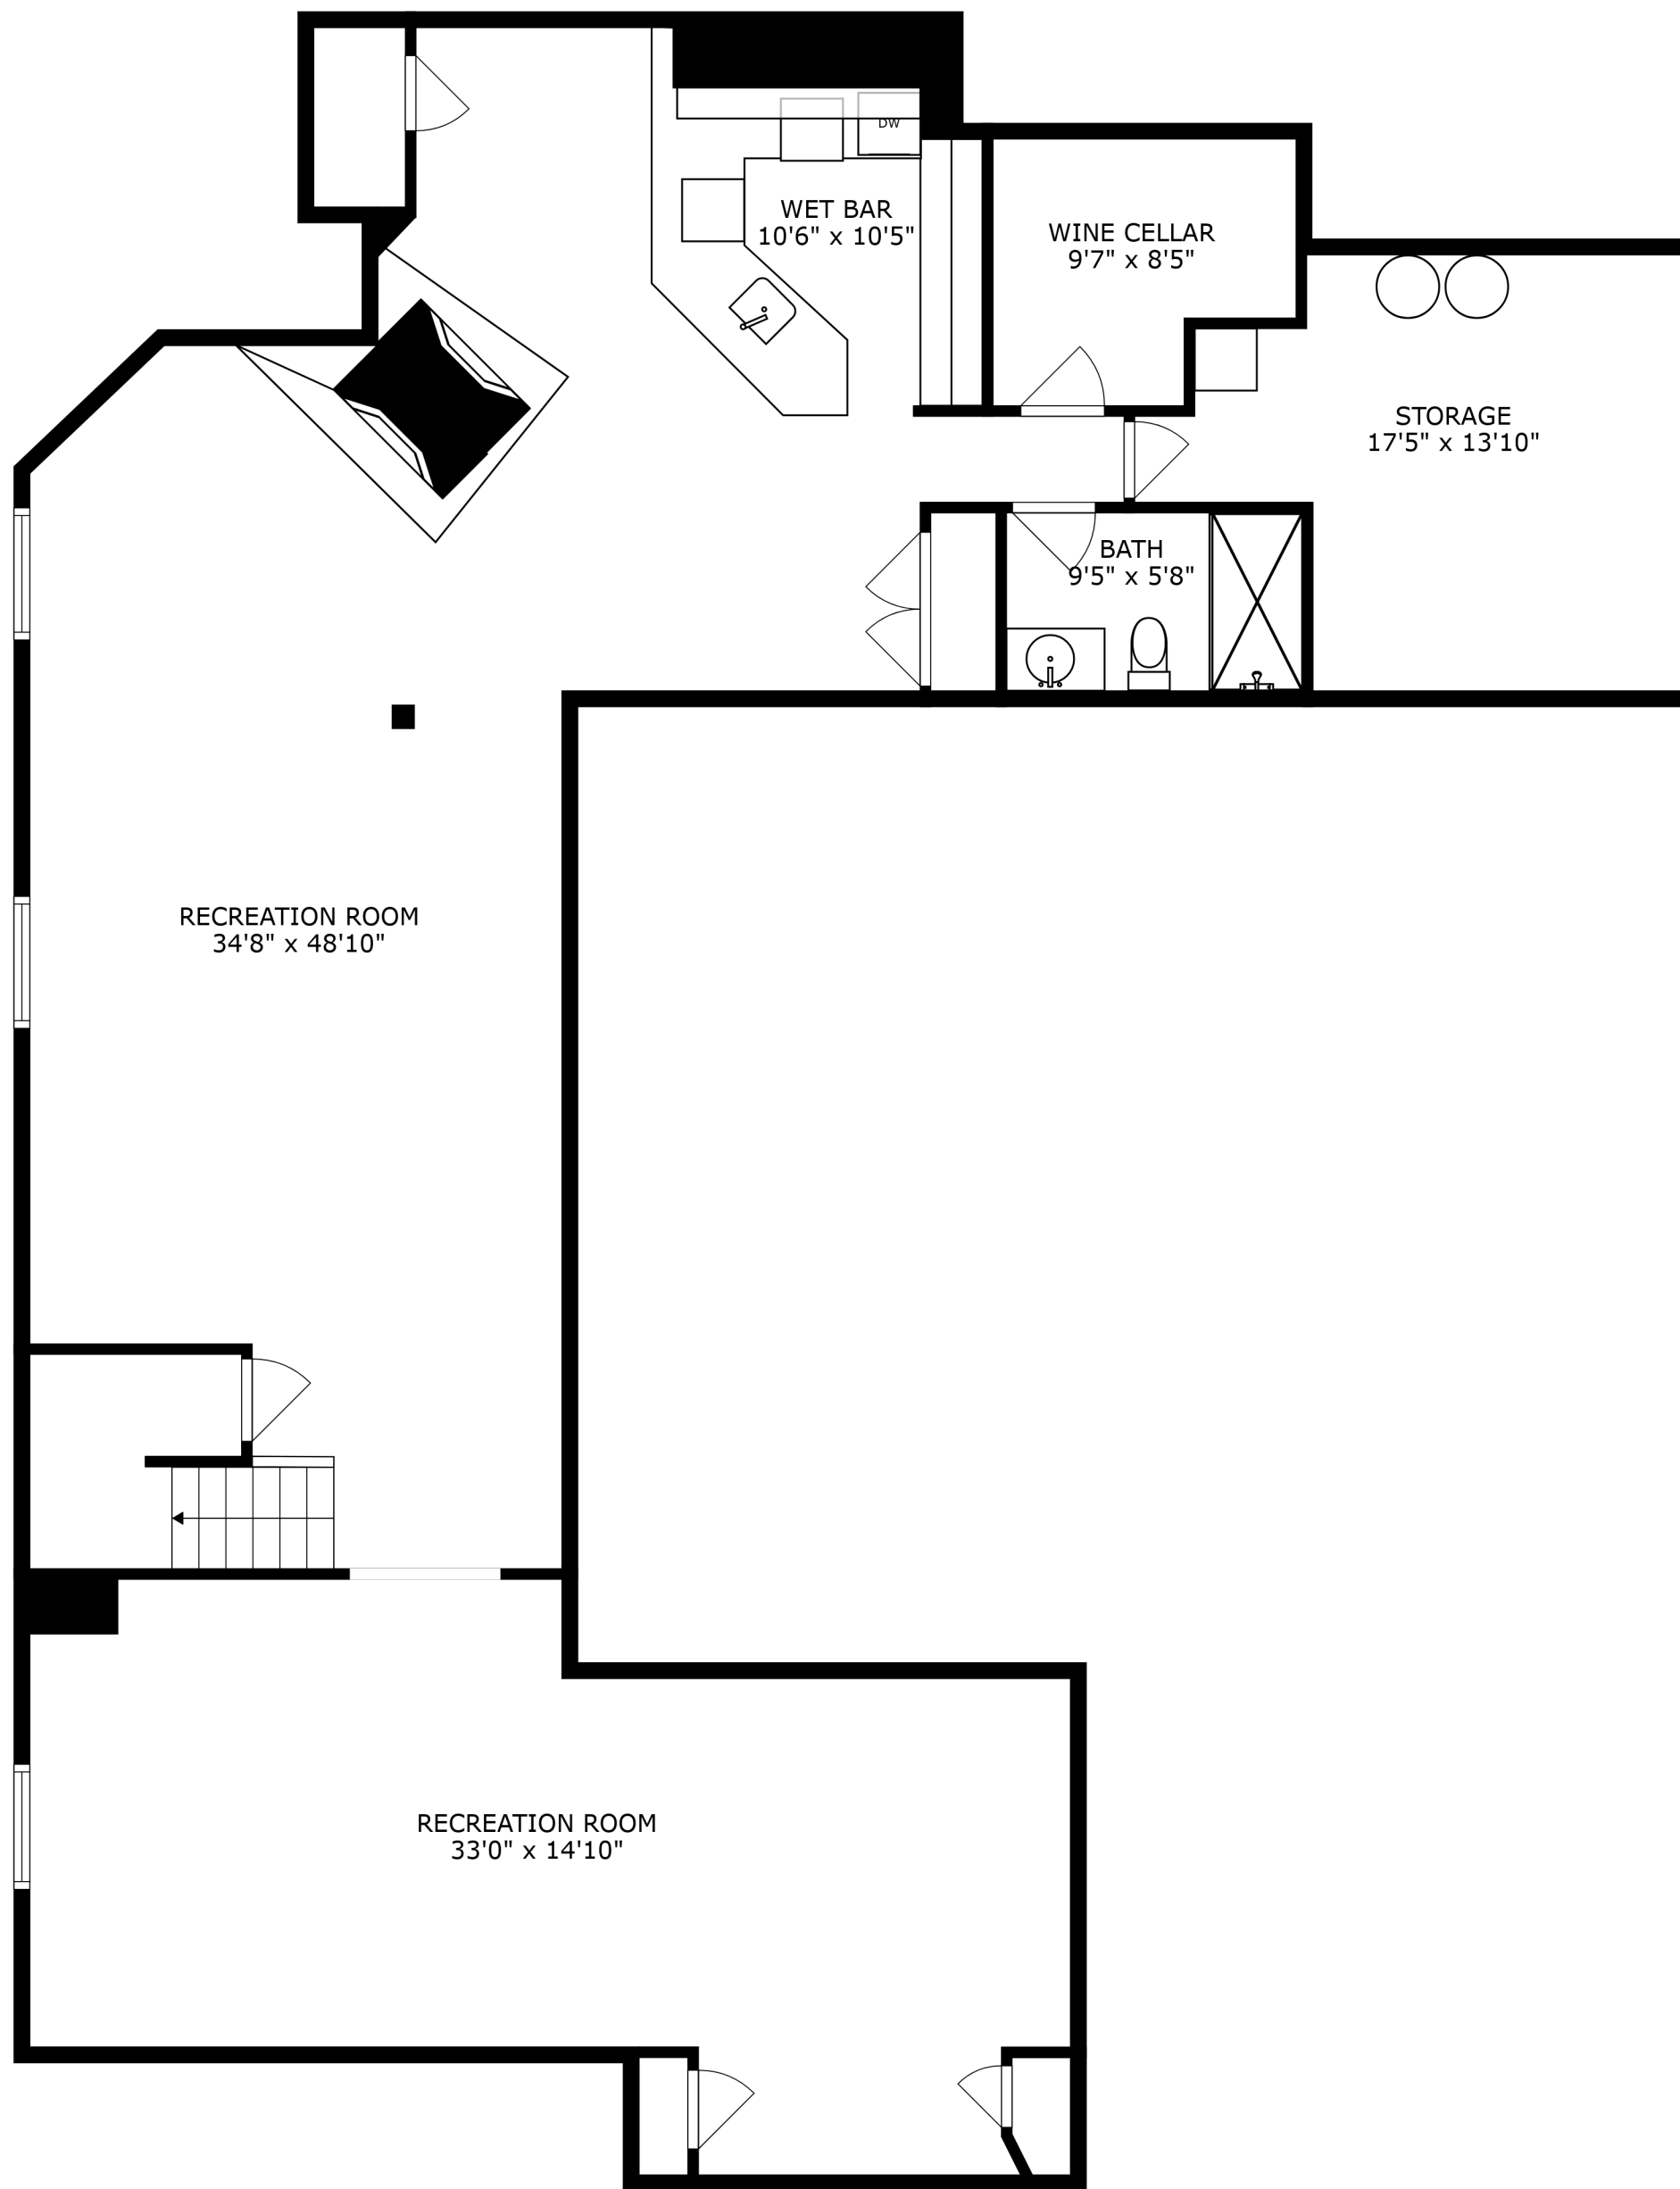 DW
WET BAR
10'6" x 10'5"
WINE CELLAR
9'7" x 8'5"
STORAGE
17'5" x 13'10"
BATH
9'5" x 5'8"
RECREATION ROOM
34'8" x 48'10"
RECREATION ROOM
33'0" x 14'10"